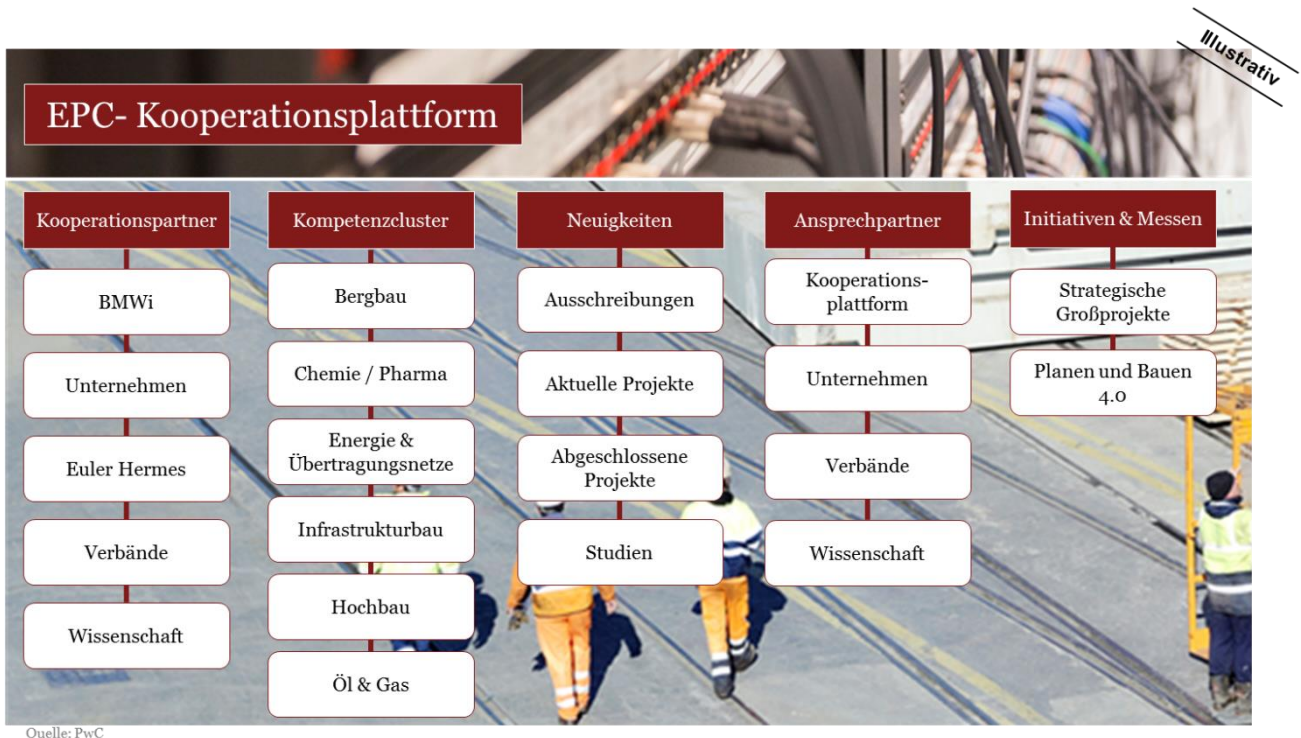 Illustrativ
EPC- Kooperationsplattform
Kooperationspartner
BMWi
Unternehmen
Euler Hermes
Verbände
Wissenschaft
Kompetenzcluster
Bergbau
Chemie / Pharma
Energie &
Übertragungsnetze
Infrastrukturbau
Hochbau
Öl & Gas
Neuigkeiten
Ausschreibungen
Aktuelle Projekte
Abgeschlossene
Projekte
Studien
Ansprechpartner
Kooperations-
plattform
Unternehmen
Verbände
Wissenschaft
Initiativen & Messen
Strategische
Großprojekte
Planen und Bauen
4.0
Quelle: PwC